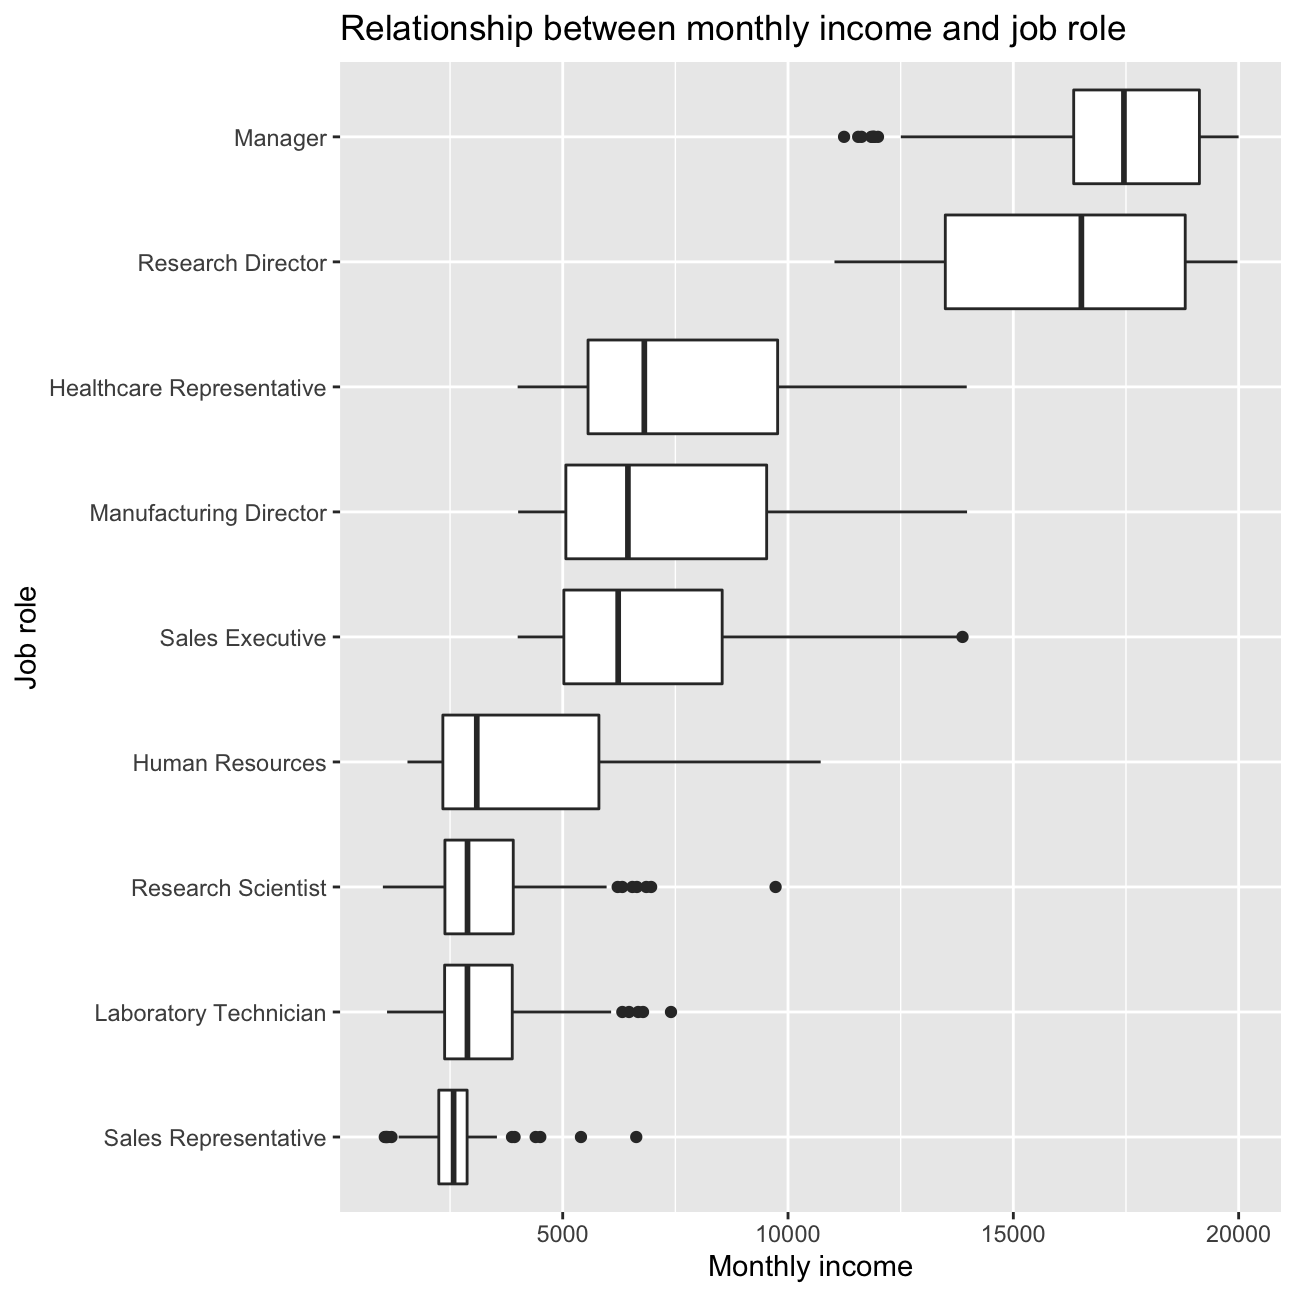 Relationship between monthly income and job role
Manager
Research Director
Healthcare Representative
Manufacturing Director
Sales Executive
Job role
Human Resources
Research Scientist
Laboratory Technician
Sales Representative
5000 10000 15000 20000
Monthly income